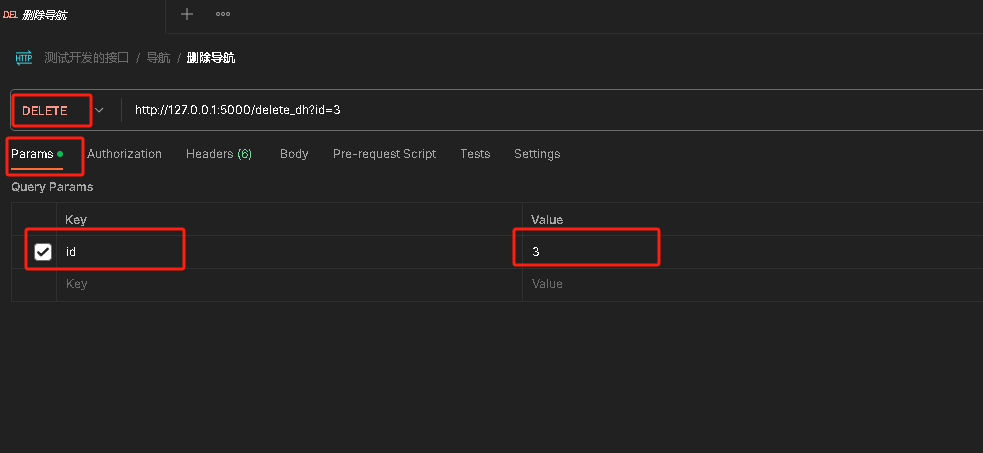 DEL 删除导航
HTTP 测试开发的接口 / 导航 / 删除导航
DELETE http://127.0.0.1:5000/delete_dh?id=3
Params Authorization Headers (6) Body Pre-request Script Tests Settings
Query Params
Key Value
id 3
Key Value